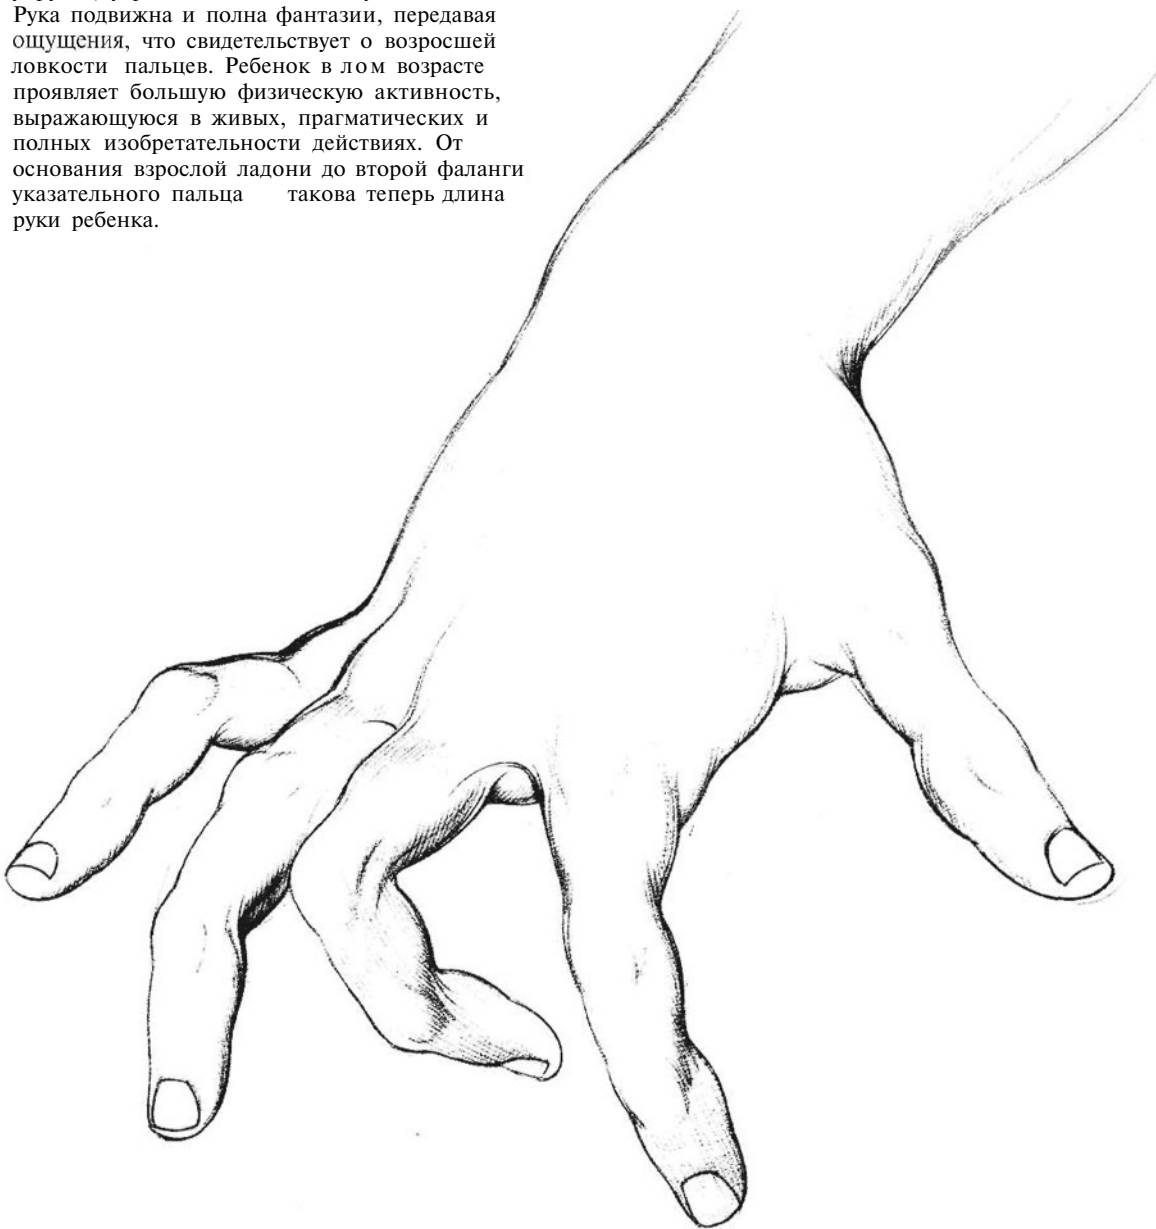 Рука подвижна и полна фантазии, передавая
ощущения, что свидетельствует о возросшей
ловкости пальцев. Ребенок в лом возрасте
проявляет большую физическую активность,
выражающуюся в живых, прагматических и
полных изобретательности действиях. От
основания взрослой ладони до второй фаланги
указательного пальца такова теперь длина
руки ребенка.